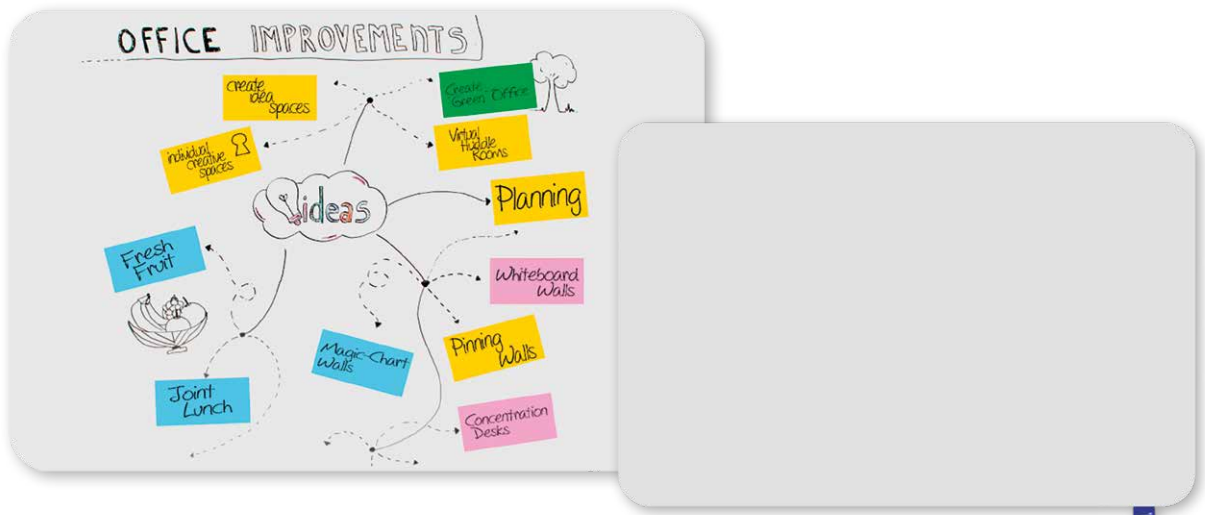 OFFICE IMPROVEMENTS
create
idea
spaces
Create
Green Office
individual
creative
spaces
Virtual
Huddle
Rooms
ideas
Planning
Fresh
Fruit
Whiteboard
Walls
Magic-Chart
Walls
Pinning
Walls
Joint
Lunch
Concentration
Desks